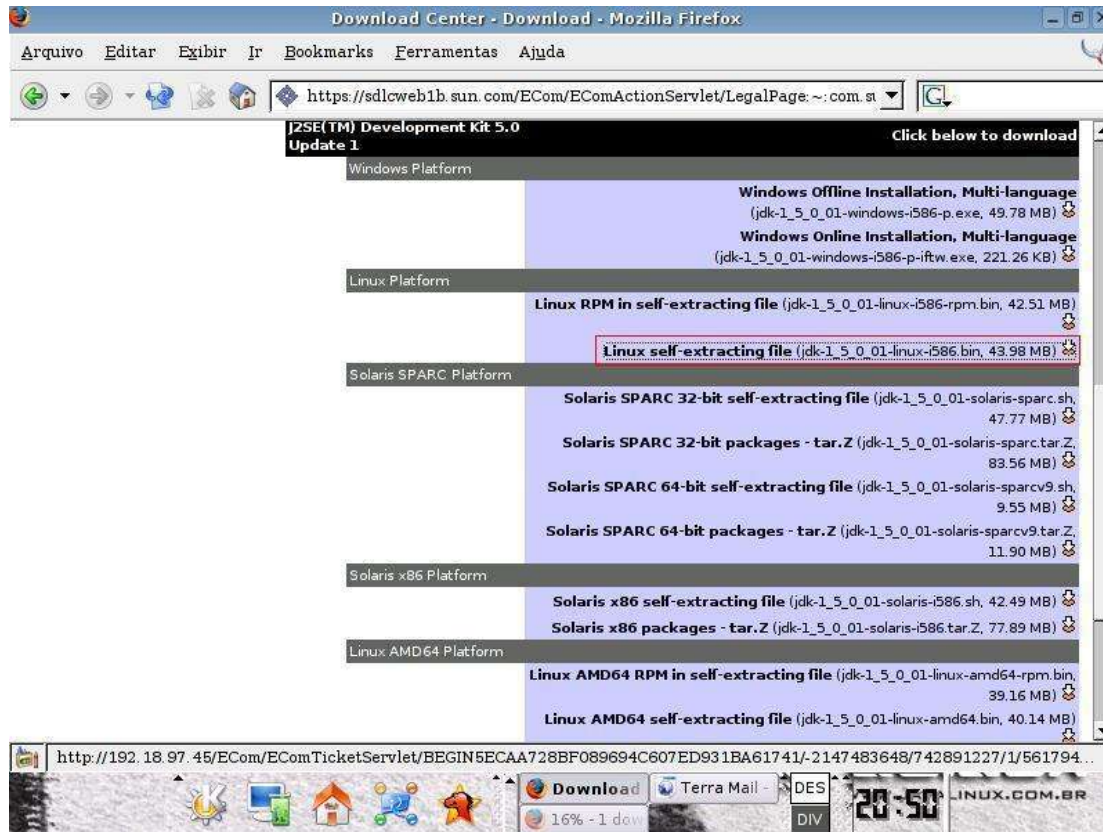 Download Center - Download - Mozilla Firefox
Arquivo Editar Exibir Ir Bookmarks Ferramentas Ajuda
https://sdlcweb1b.sun.com/ECom/EComActionServlet/LegalPage:~:com.su
G
J2SE(TM) Development Kit 5.0 Update 1
Click below to download
Windows Platform
Windows Offline Installation, Multi-language
(jdk-1_5_0_01-windows-i586-p.exe, 49.78 MB)
Windows Online Installation, Multi-language
(jdk-1_5_0_01-windows-i586-p-iftw.exe, 221.26 KB)
Linux Platform
Linux RPM in self-extracting file (jdk-1_5_0_01-linux-i586-rpm.bin, 42.51 MB)
Linux self-extracting file (jdk-1_5_0_01-linux-i586.bin, 43.98 MB)
Solaris SPARC Platform
Solaris SPARC 32-bit self-extracting file (jdk-1_5_0_01-solaris-sparc.sh,
47.77 MB)
Solaris SPARC 32-bit packages - tar.Z (jdk-1_5_0_01-solaris-sparc.tar.Z,
83.56 MB)
Solaris SPARC 64-bit self-extracting file (jdk-1_5_0_01-solaris-sparcv9.sh,
9.55 MB)
Solaris SPARC 64-bit packages - tar.Z (jdk-1_5_0_01-solaris-sparcv9.tar.Z,
11.90 MB)
Solaris x86 Platform
Solaris x86 self-extracting file (jdk-1_5_0_01-solaris-i586.sh, 42.49 MB)
Solaris x86 packages - tar.Z (jdk-1_5_0_01-solaris-i586.tar.Z, 77.89 MB)
Linux AMD64 Platform
Linux AMD64 RPM in self-extracting file (jdk-1_5_0_01-linux-amd64-rpm.bin,
39.16 MB)
Linux AMD64 self-extracting file (jdk-1_5_0_01-linux-amd64.bin, 40.14 MB)
http://192.18.97.45/ECom/EComTicketServlet/BEGIN5ECAA728BF089694C607ED931BA61741/-2147483648/742891227/1/561794...
Download
Terra Mail -
DES
20:50
LINUX.COM.BR
16% - 1 dow
DIV